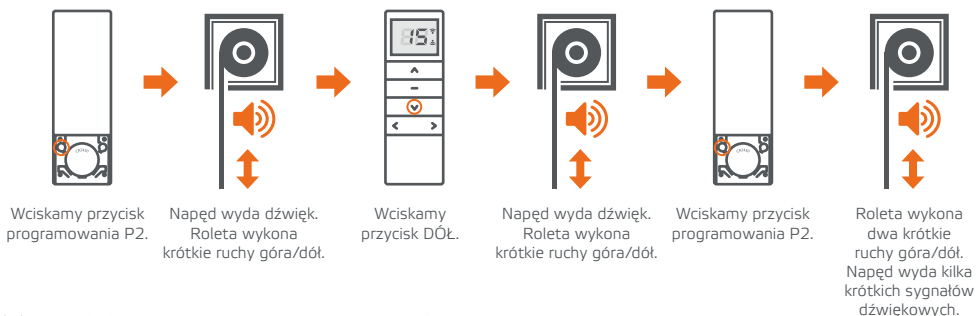 15
Wciskamy przycisk
programowania P2.
Napęd wyda dźwięk.
Roleta wykona
krótkie ruchy góra/dół.
Wciskamy
przycisk DÓŁ.
Napęd wyda dźwięk.
Roleta wykona
krótkie ruchy góra/dół.
Wciskamy przycisk
programowania P2.
Roleta wykona
dwa krótkie
ruchy góra/dół.
Napęd wyda kilka
krótkich sygnałów
dźwiękowych.